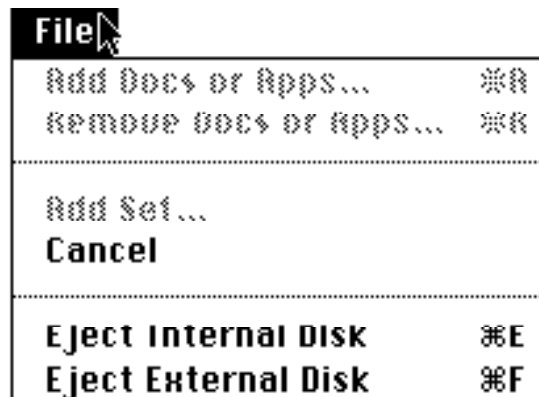 File
Add Docs or Apps... ⌘A
Remove Docs or Apps... ⌘R
Add Set...
Cancel
Eject Internal Disk ⌘E
Eject External Disk ⌘F